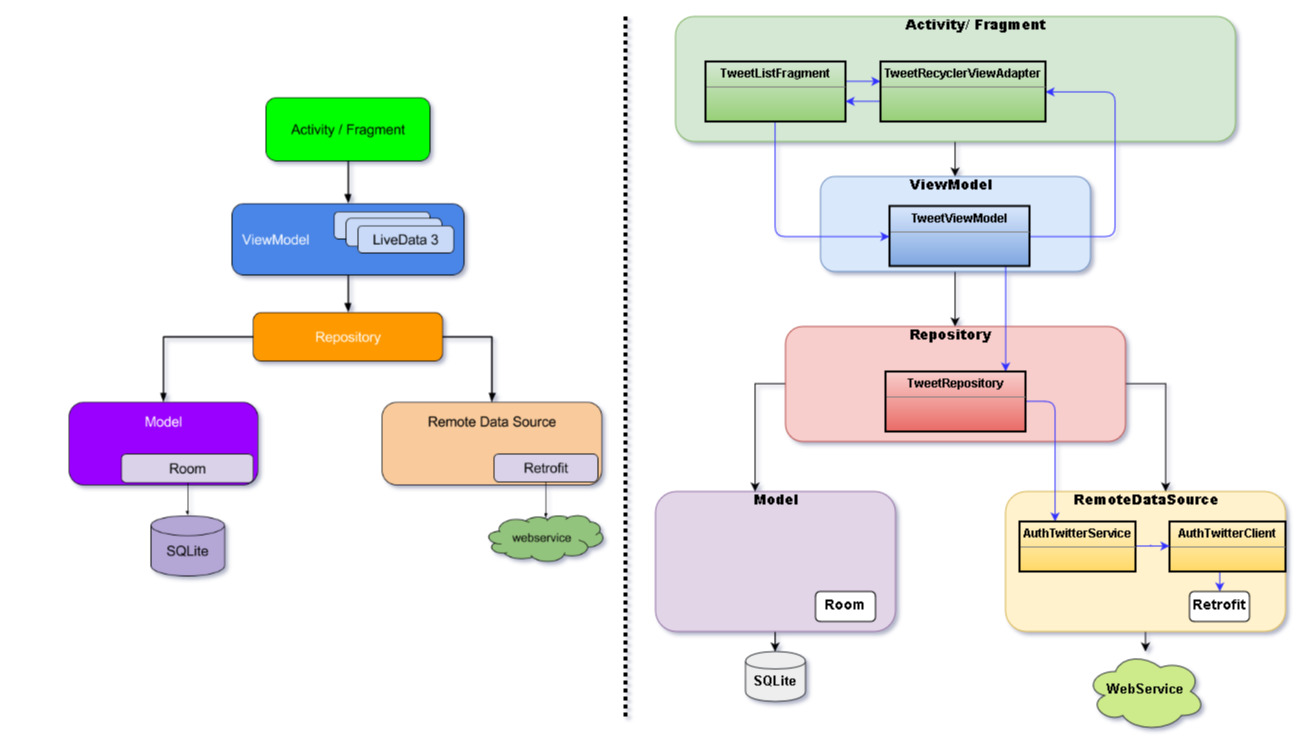 Activity / Fragment
ViewModel
LiveData 3
Repository
Model
Room
SQLite
Remote Data Source
Retrofit
webservice
Activity/ Fragment
TweetListFragment
TweetRecyclerViewAdapter
ViewModel
TweetViewModel
Repository
TweetRepository
Model
Room
SQLite
RemoteDataSource
AuthTwitterService
AuthTwitterClient
Retrofit
WebService